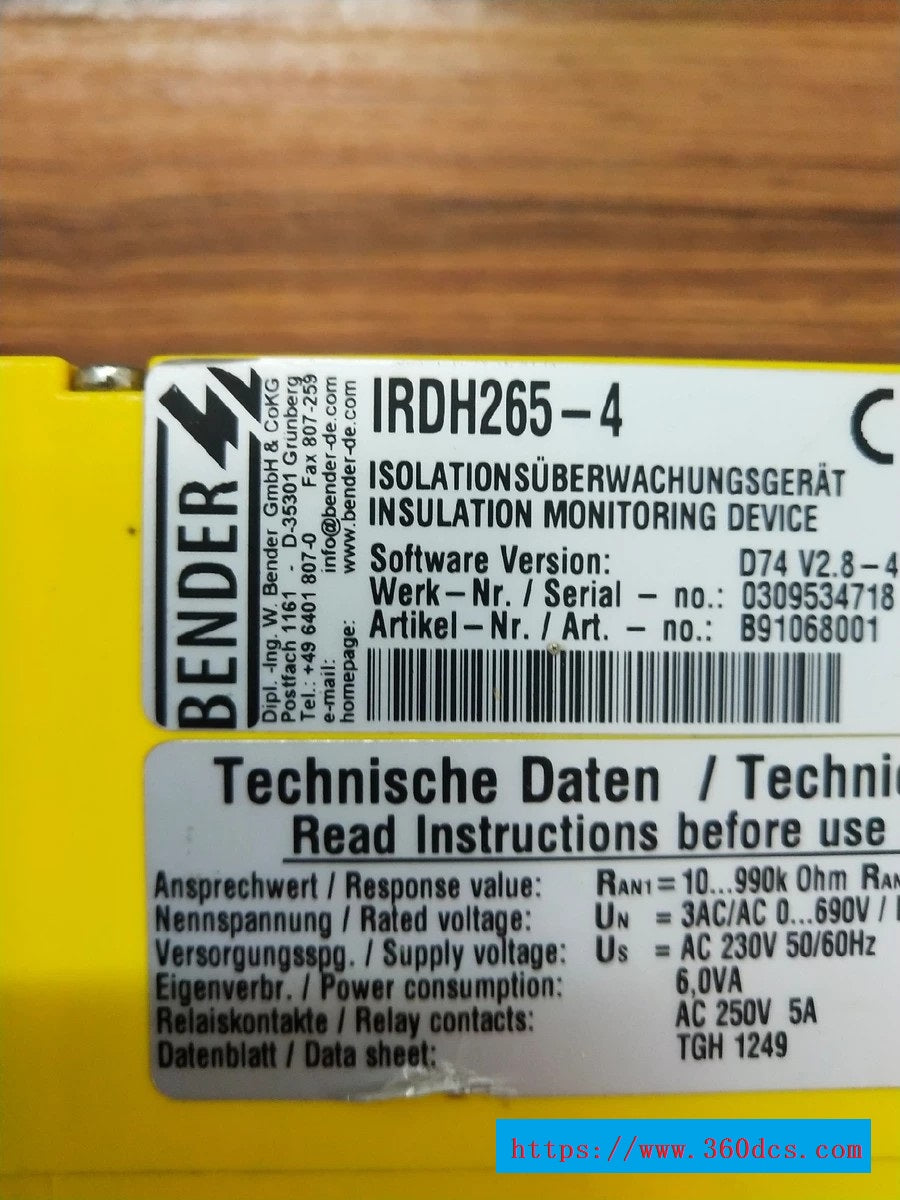 BENDER
Dipl. -Ing. W. Bender GmbH & CoKG
Postfach 1161 - D-35301 Grünberg
Tel.: +49 6401 807-0 Fax 807-259
e-mail: info@bender-de.com
homepage: www.bender-de.com
IRDH265-4
ISOLATIONSÜBERWACHUNGSGERÄT
INSULATION MONITORING DEVICE
Software Version: D74 V2.8-4
Werk-Nr. / Serial - no.: 0309534718
Artikel-Nr. / Art. - no.: B91068001
Technische Daten / Technic
Read Instructions before use
Ansprechwert / Response value: RAN1 = 10...990k Ohm RAN
Nennspannung / Rated voltage: UN = 3AC/AC 0...690V /
Versorgungsspg. / Supply voltage: Us = AC 230V 50/60Hz
Eigenverbr. / Power consumption: 6,0VA
Relaiskontakte / Relay contacts: AC 250V 5A
Datenblatt / Data sheet: TGH 1249
https://www.360dcs.com